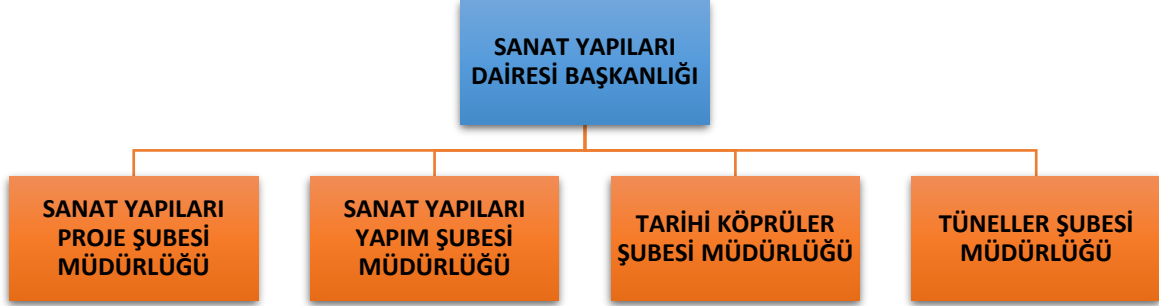 SANAT YAPILARI
DAİRESİ BAŞKANLIĞI
SANAT YAPILARI
PROJE ŞUBESİ
MÜDÜRLÜĞÜ
SANAT YAPILARI
YAPIM ŞUBESİ
MÜDÜRLÜĞÜ
TARİHİ KÖPRÜLER
ŞUBESİ MÜDÜRLÜĞÜ
TÜNELLER ŞUBESİ
MÜDÜRLÜĞÜ